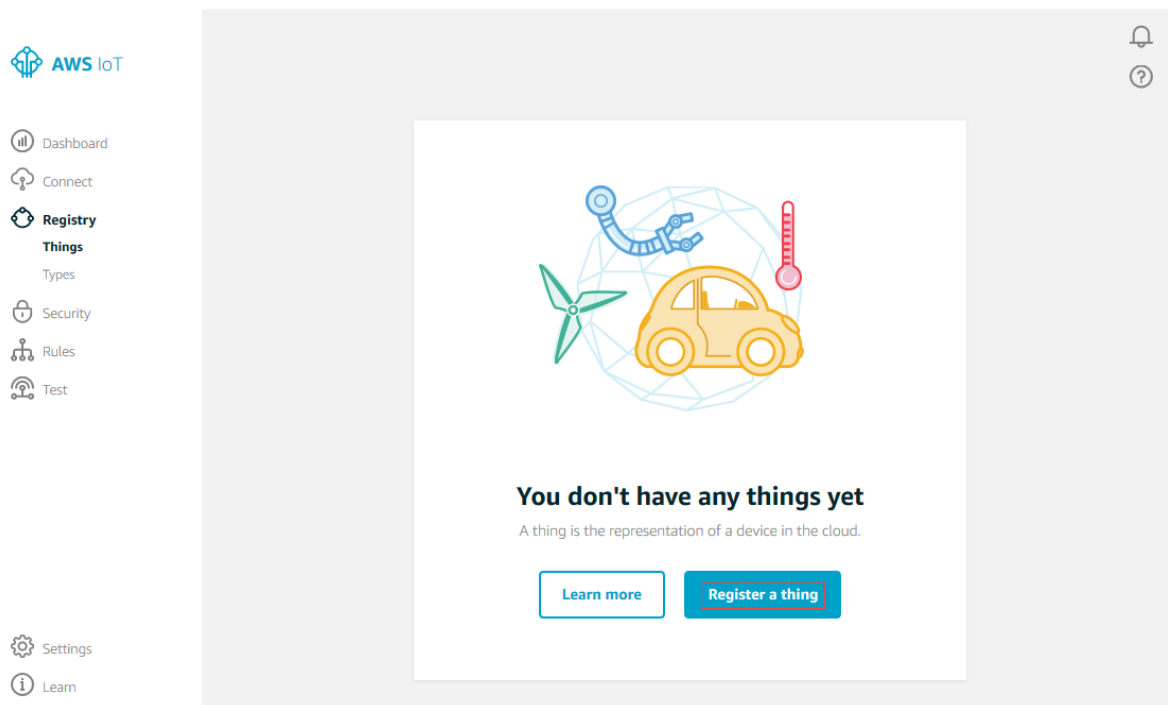 AWS IoT
Dashboard
Connect
Registry
Things
Types
Security
Rules
Test
Settings
Learn
You don't have any things yet
A thing is the representation of a device in the cloud.
Learn more
Register a thing